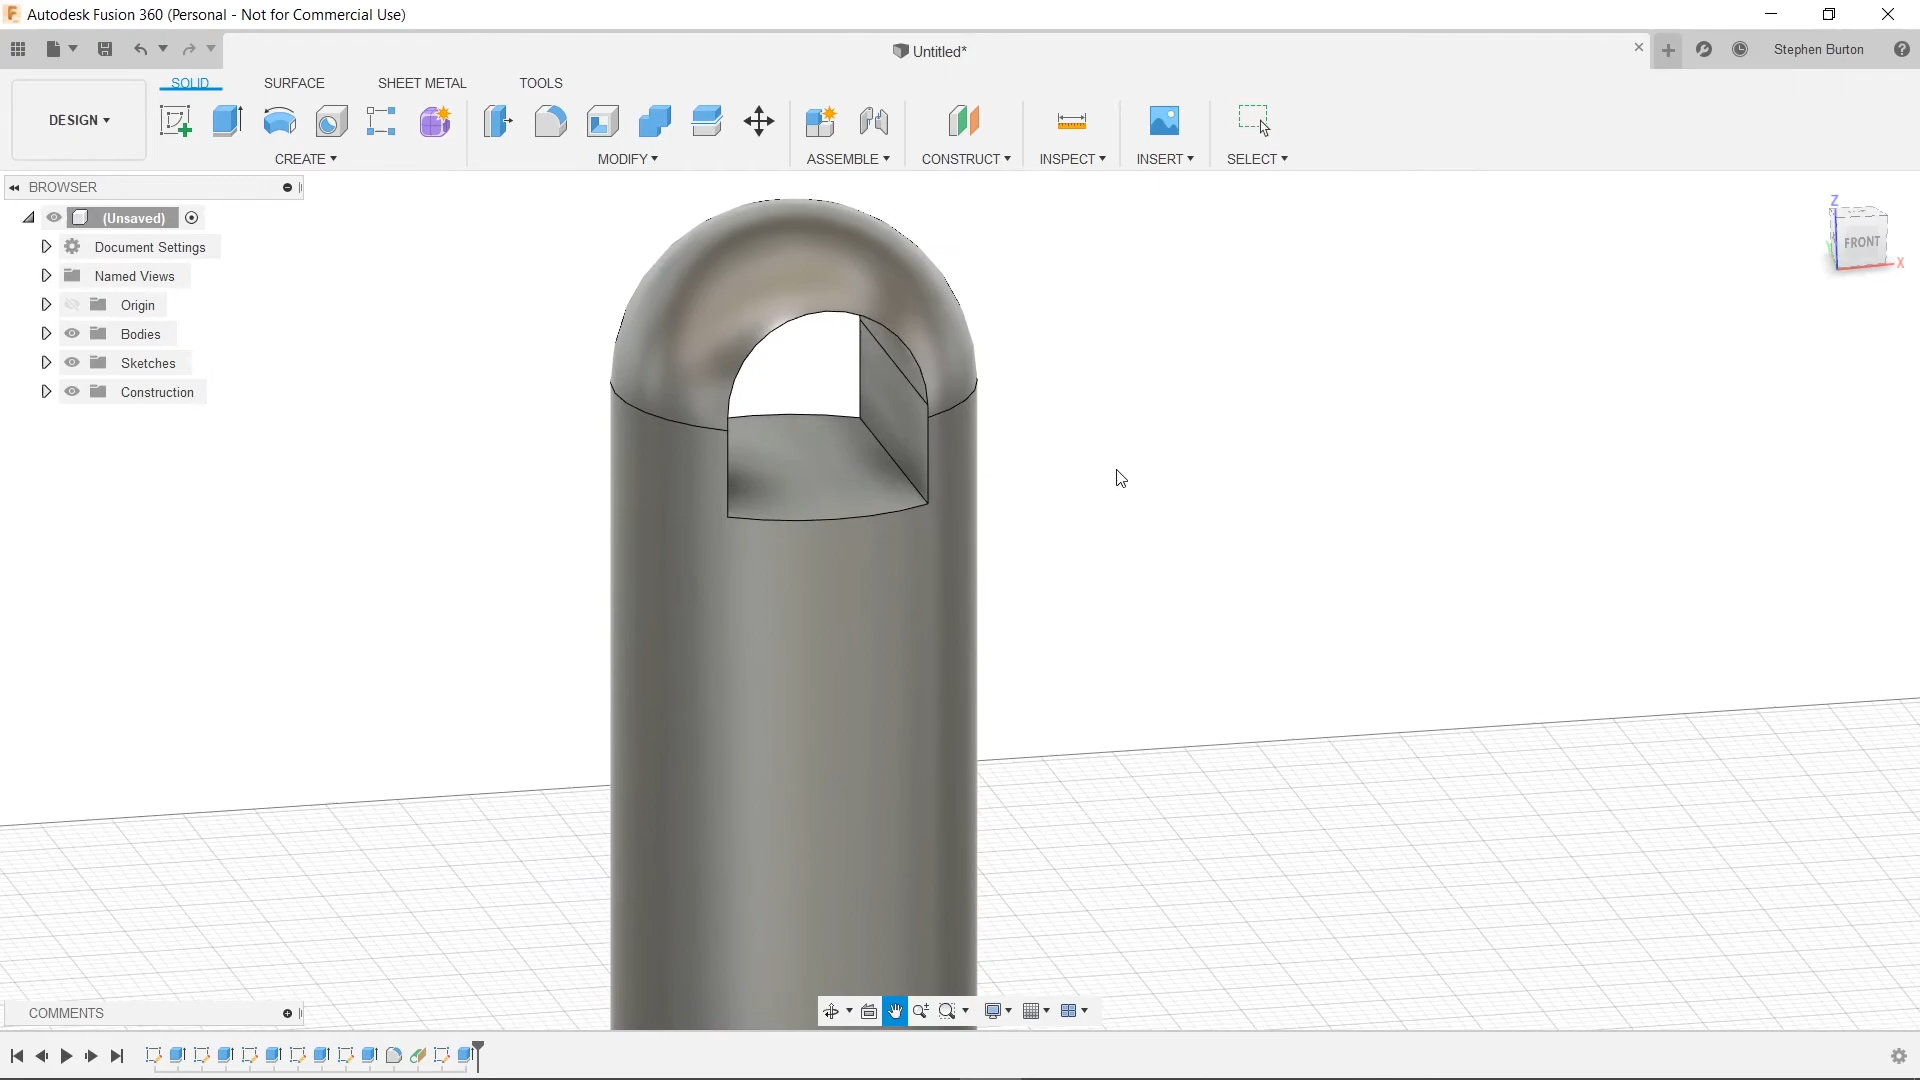 Autodesk Fusion 360 (Personal - Not for Commercial Use)
Untitled*
Stephen Burton
SOLID SURFACE SHEET METAL TOOLS
DESIGN
CREATE MODIFY ASSEMBLE CONSTRUCT INSPECT INSERT SELECT
BROWSER
(Unsaved)
Document Settings
Named Views
Origin
Bodies
Sketches
Construction
Z
FRONT
X
COMMENTS